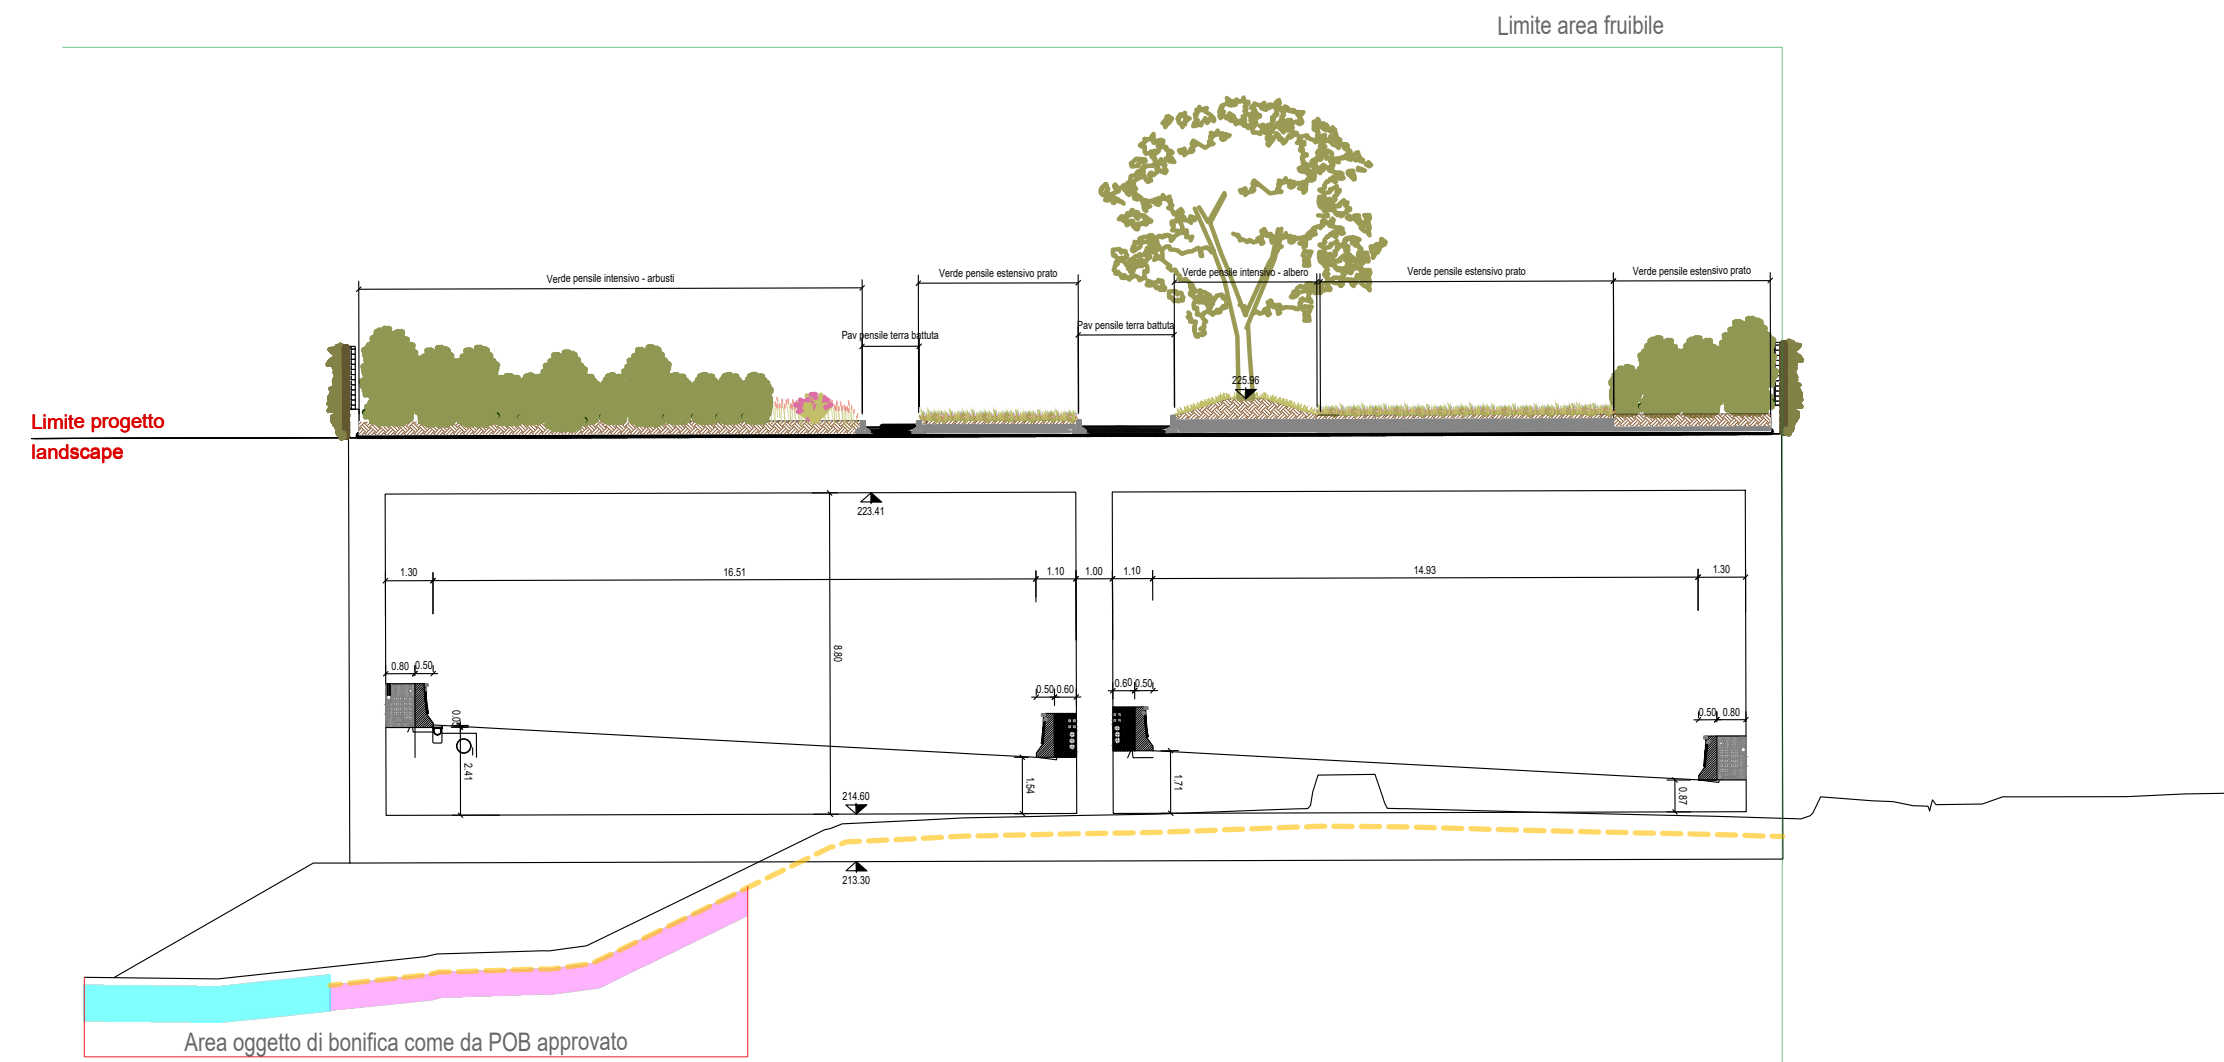 Limite area fruibile
Verde pensile intensivo - arbusti
Verde pensile estensivo prato
Verde pensile intensivo - albero
Verde pensile estensivo prato
Verde pensile estensivo prato
Pav pensile terra battuta
Pav pensile terra battuta
225.96
Limite progetto
landscape
223.41
1.30
16.51
1.10
1.00
1.10
14.93
1.30
8.80
0.80
0.50
0.50
0.60
0.60
0.50
0.50
0.80
2.41
1.54
1.71
0.87
214.60
213.30
Area oggetto di bonifica come da POB approvato